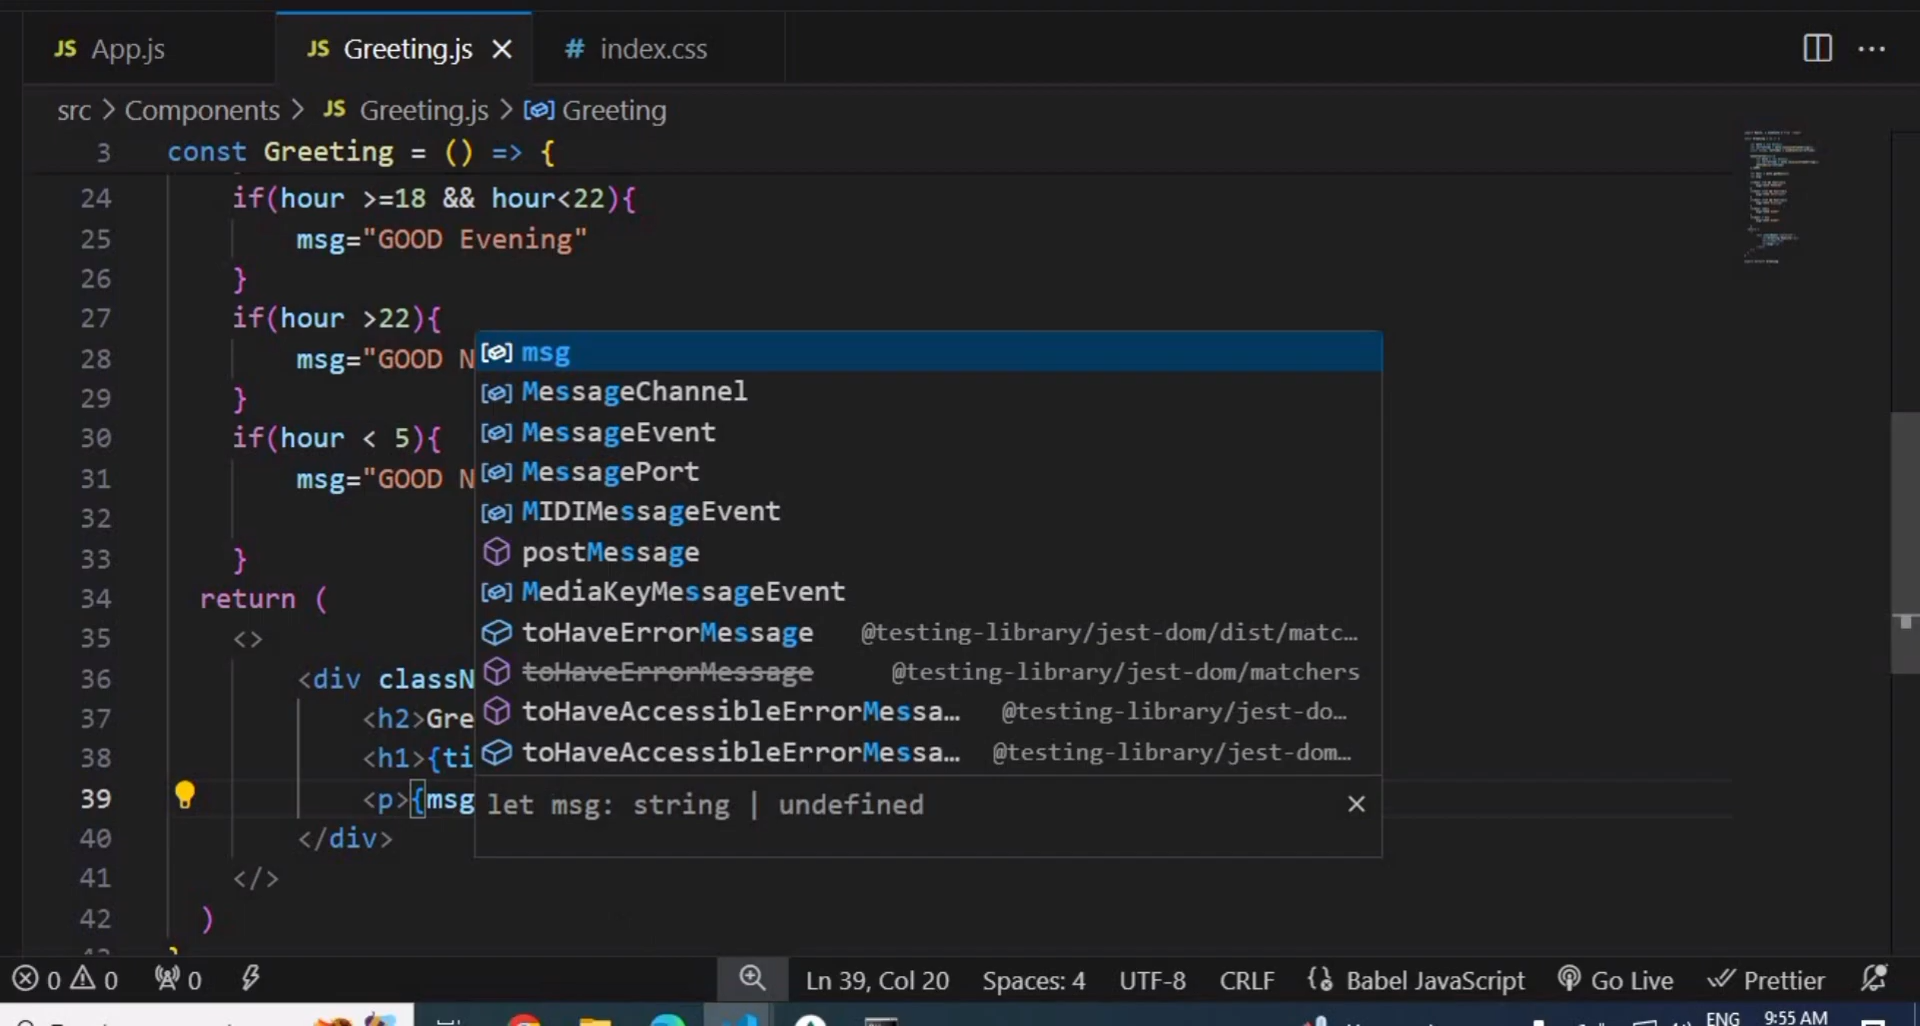 JS App.js
JS Greeting.js
# index.css
src > Components > JS Greeting.js > Greeting
3 const Greeting = () => {
24 if(hour >=18 && hour<22){
25 msg="GOOD Evening"
26 }
27 if(hour >22){
28 msg="GOOD N
29 }
30 if(hour < 5){
31 msg="GOOD N
32
33 }
34 return (
35 <>
36 <div classN
37 <h2>Gre
38 <h1>{ti
39 <p>{msg
40 </div>
41 </>
42 )
msg
MessageChannel
MessageEvent
MessagePort
MIDIMessageEvent
postMessage
MediaKeyMessageEvent
toHaveErrorMessage @testing-library/jest-dom/dist/matc…
toHaveErrorMessage @testing-library/jest-dom/matchers
toHaveAccessibleErrorMessa… @testing-library/jest-do…
toHaveAccessibleErrorMessa… @testing-library/jest-dom…
let msg: string | undefined
0 0 0 Ln 39, Col 20 Spaces: 4 UTF-8 CRLF Babel JavaScript Go Live Prettier
ENG 9:55 AM